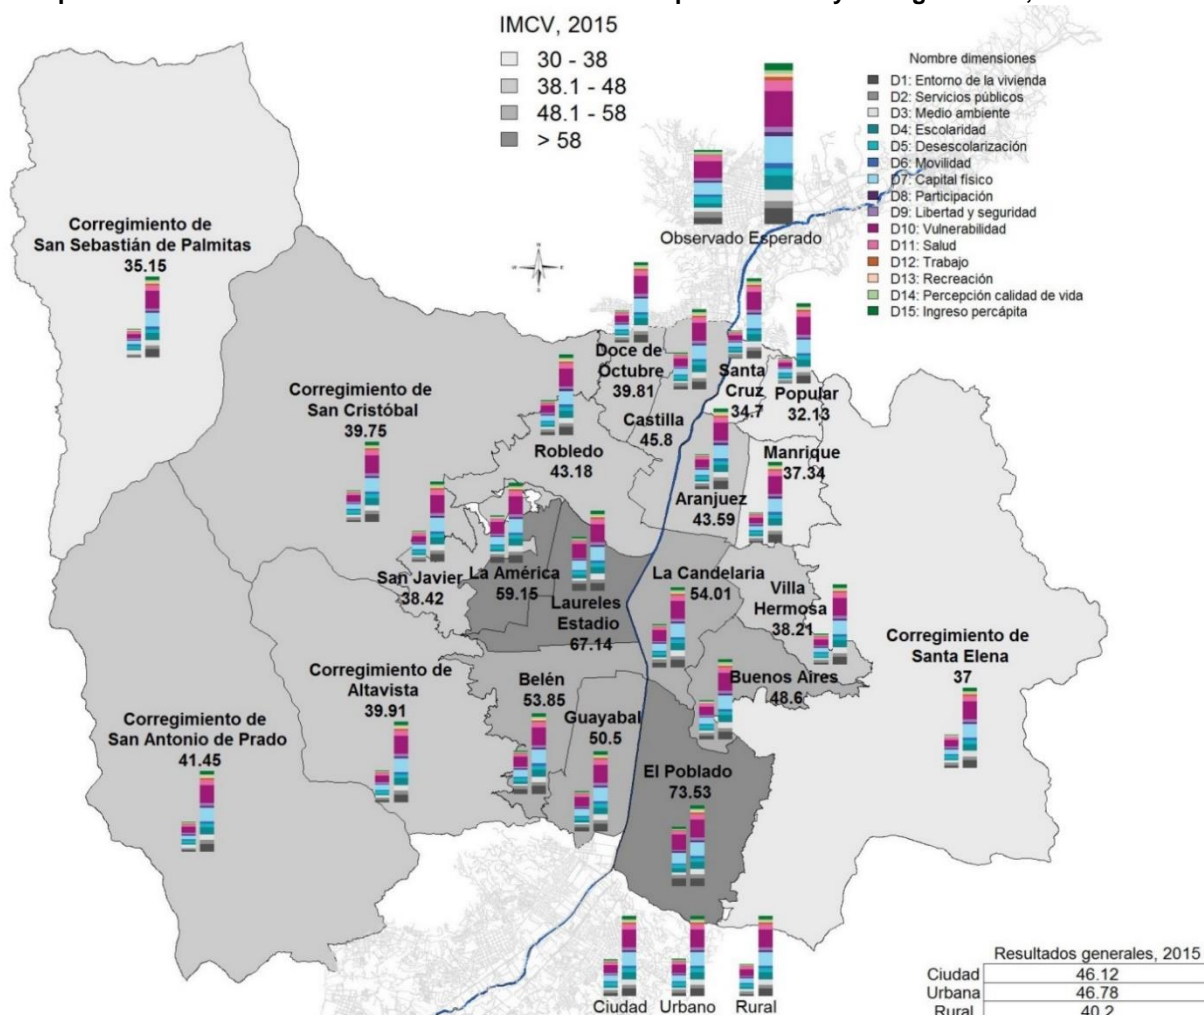 IMCV, 2015
30 - 38
38.1 - 48
48.1 - 58
> 58
Nombre dimensiones
D1: Entorno de la vivienda
D2: Servicios públicos
D3: Medio ambiente
D4: Escolaridad
D5: Desescolarización
D6: Movilidad
D7: Capital físico
D8: Participación
D9: Libertad y seguridad
D10: Vulnerabilidad
D11: Salud
D12: Trabajo
D13: Recreación
D14: Percepción calidad de vida
D15: Ingreso percápita
Observado Esperado
Corregimiento de
San Sebastián de Palmitas
35.15
Corregimiento de
San Cristóbal
39.75
Doce de
Octubre
39.81
Castilla
45.8
Santa
Cruz
34.7
Popular
32.13
Robledo
43.18
Aranjuez
43.59
Manrique
37.34
San Javier
38.42
La América
59.15
Laureles
Estadio
67.14
La Candelaria
54.01
Villa
Hermosa
38.21
Corregimiento de
Santa Elena
37
Buenos Aires
48.6
Corregimiento de
Altavista
39.91
Belén
53.85
Guayabal
50.5
Corregimiento de
San Antonio de Prado
41.45
El Poblado
73.53
Ciudad
Urbano
Rural
Resultados generales, 2015
Ciudad 46.12
Urbana 46.78
Rural 40.2